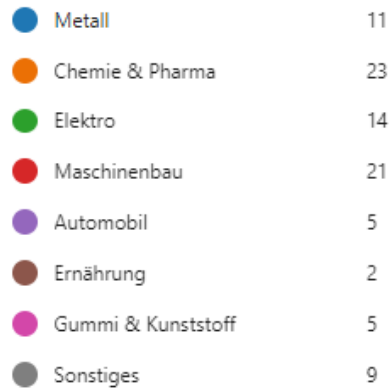 Metall 11
Chemie & Pharma 23
Elektro 14
Maschinenbau 21
Automobil 5
Ernährung 2
Gummi & Kunststoff 5
Sonstiges 9